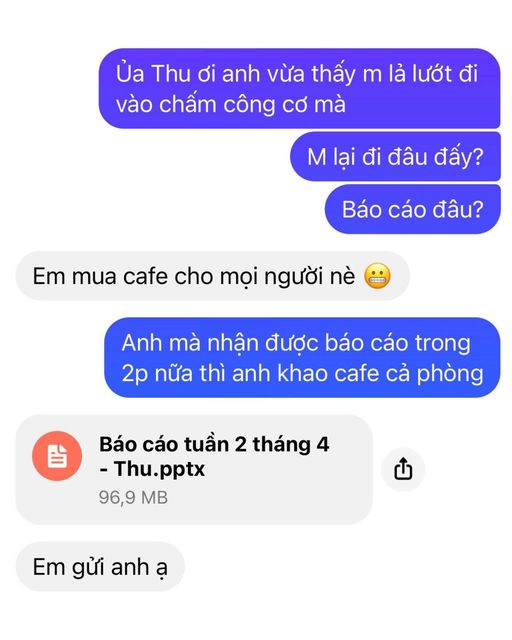 Ủa Thu ơi anh vừa thấy m lả lướt đi
vào chấm công cơ mà
M lại đi đâu đấy?
Báo cáo đâu?
Em mua cafe cho mọi người nè 😬
Anh mà nhận được báo cáo trong
2p nữa thì anh khao cafe cả phòng
Báo cáo tuần 2 tháng 4
- Thu.pptx
96,9 MB
Em gửi anh ạ